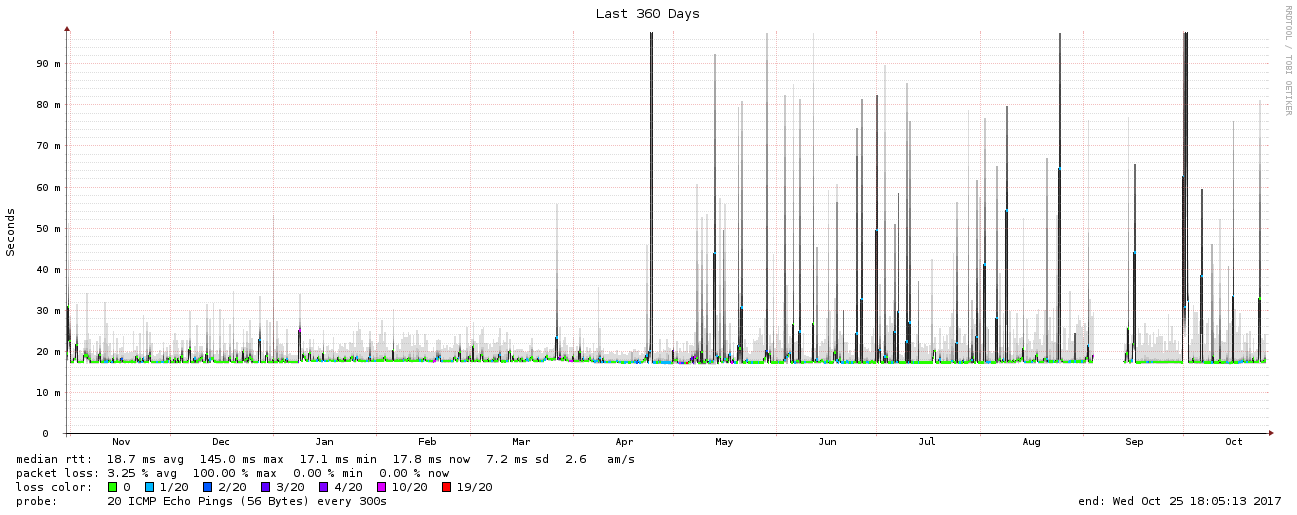 Last 360 Days
RRDTOOL / TOBI OETIKER
Seconds
90 m
80 m
70 m
60 m
50 m
40 m
30 m
20 m
10 m
0
Nov Dec Jan Feb Mar Apr May Jun Jul Aug Sep Oct
median rtt: 18.7 ms avg 145.0 ms max 17.1 ms min 17.8 ms now 7.2 ms sd 2.6 am/s
packet loss: 3.25 % avg 100.00 % max 0.00 % min 0.00 % now
loss color: 0 1/20 2/20 3/20 4/20 10/20 19/20
probe: 20 ICMP Echo Pings (56 Bytes) every 300s end: Wed Oct 25 18:05:13 2017